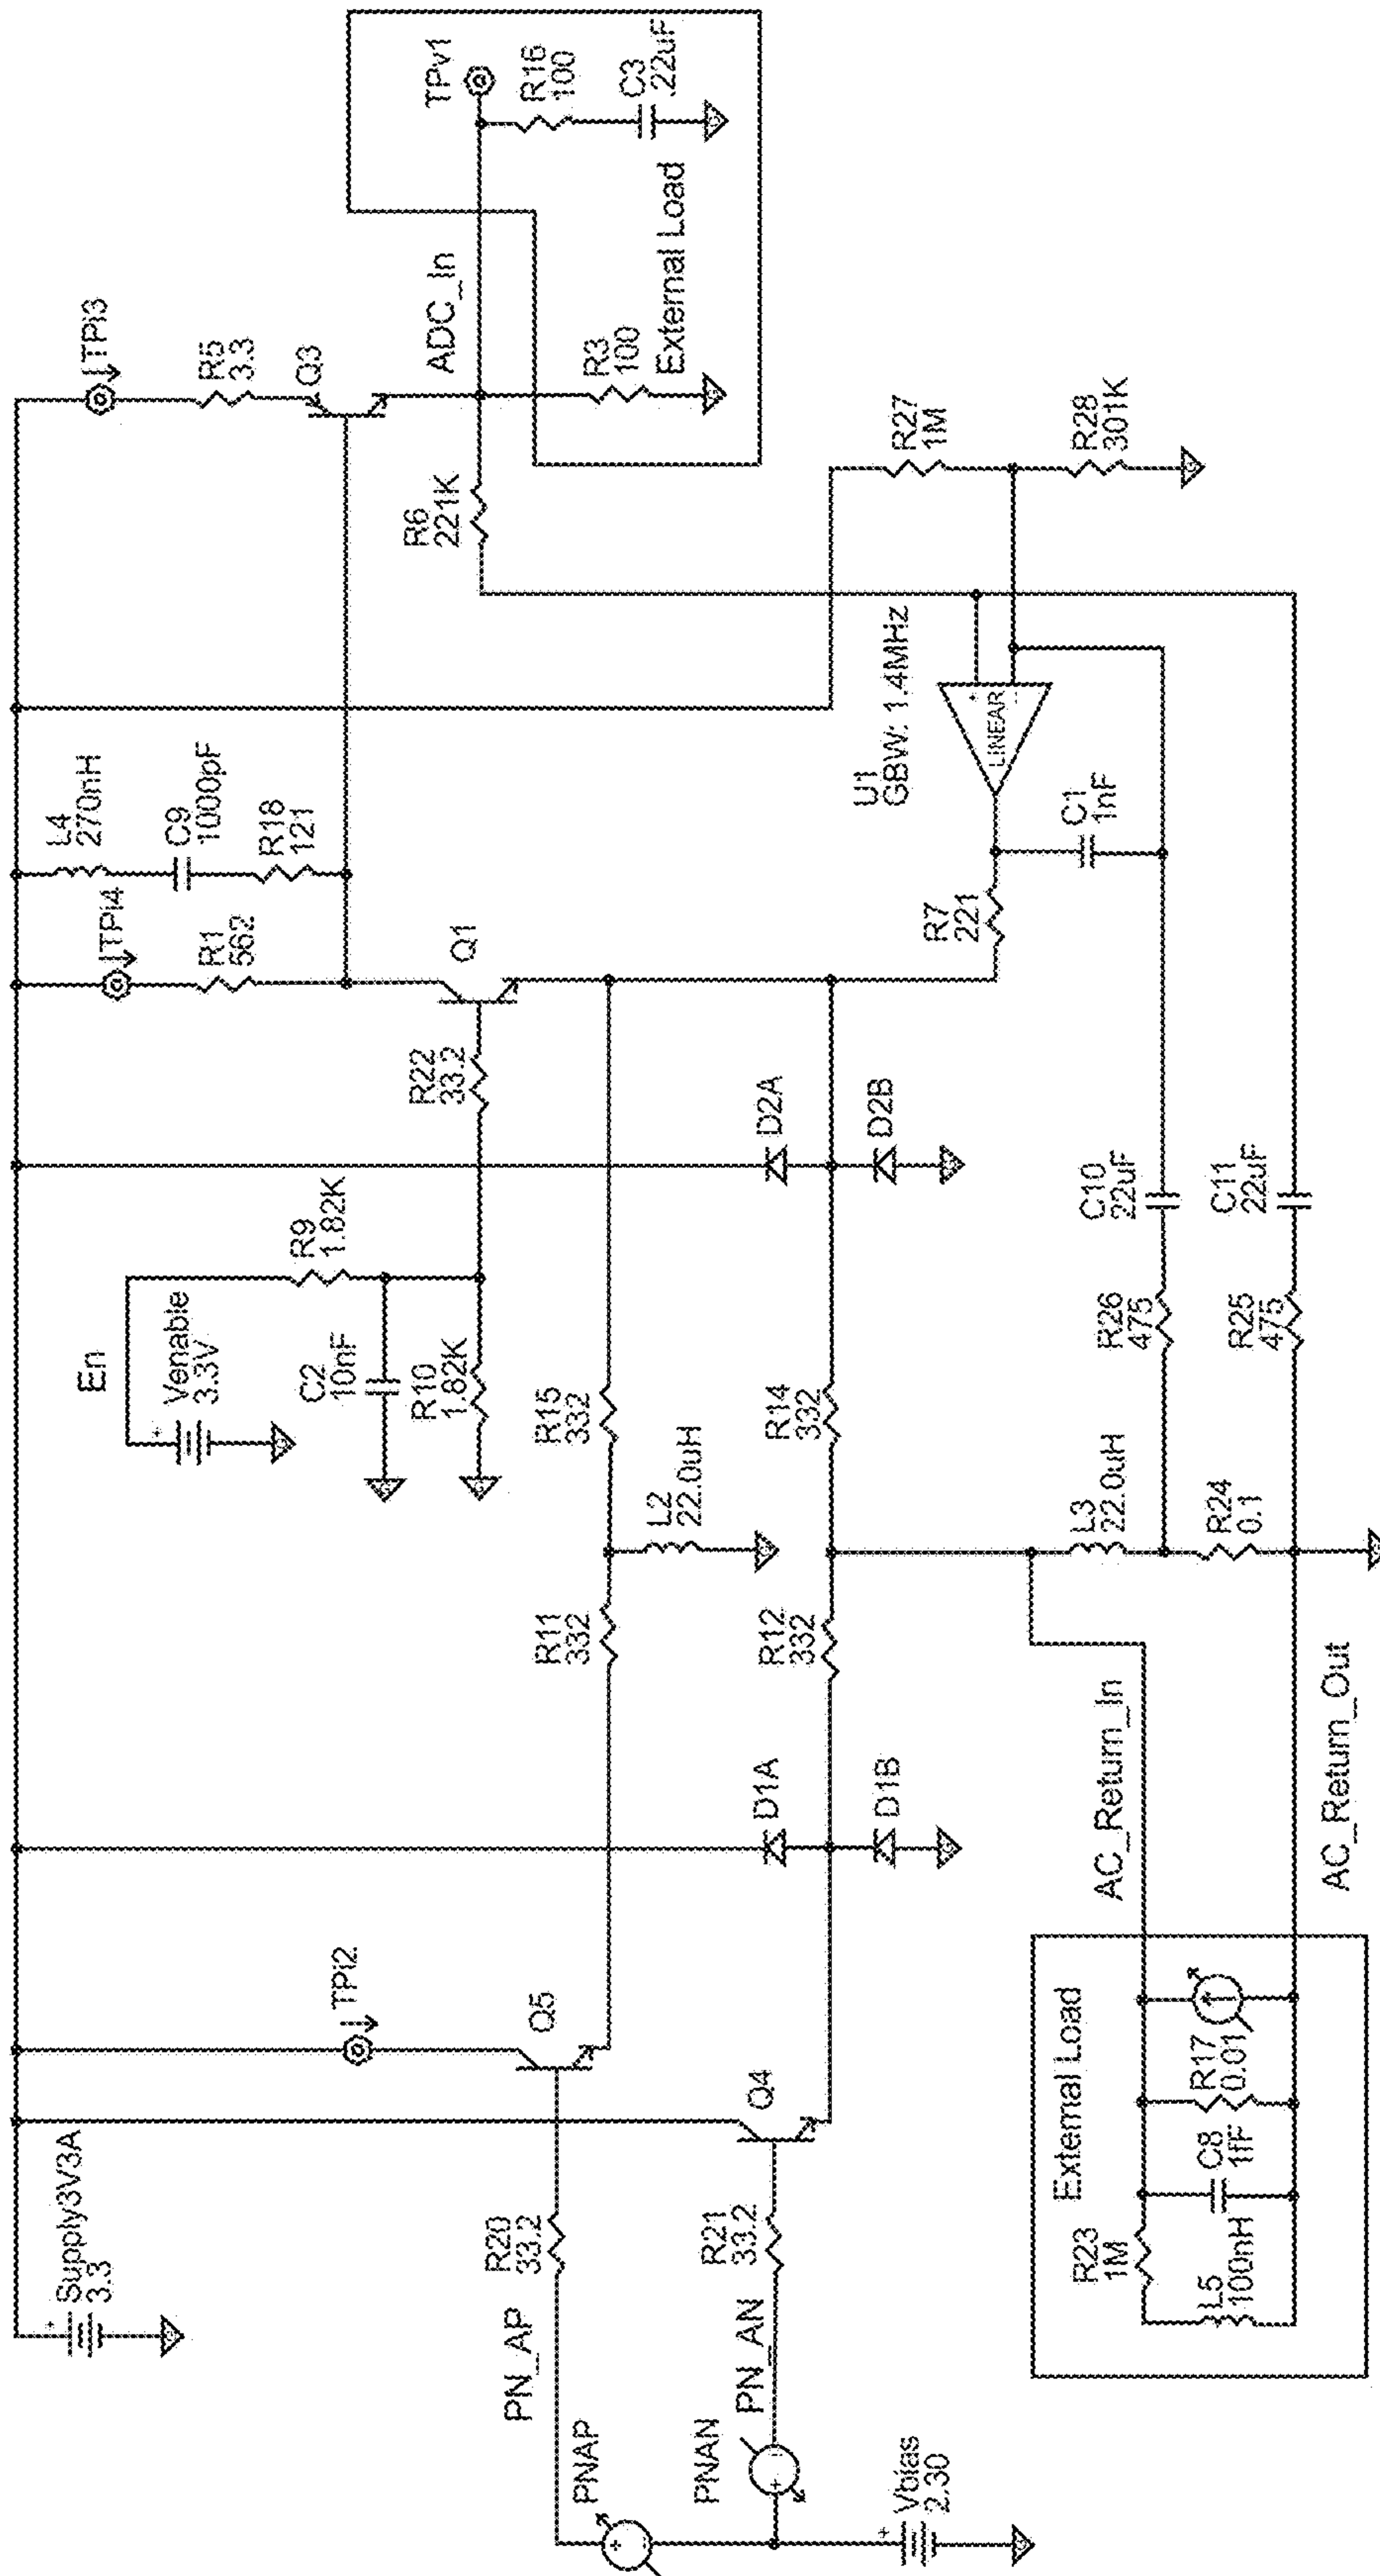 Supply3V3A
3.3
TPi2
En
Venable
3.3V
R9
1.82K
C2
10nF
R10
1.82K
TPi4
R1
562
L4
270nH
C9
1000pF
R18
121
TPi3
R5
3.3
Q3
ADC_In
TPv1
R16
100
C3
.22uF
R3
100
External Load
R6
221K
Q1
R22
33.2
Q5
R20
33.2
PN_AP
PNAP
R11
332
R15
332
L2
22.0uH
Q4
R21
33.2
PN_AN
PNAN
Vbias
2.30
D1A
D1B
R12
332
R14
332
D2A
D2B
R7
221
U1
GBW: 1.4MHz
LINEAR
C1
1nF
R27
1M
R28
301K
External Load
R23
1M
L5
100nH
C8
1fF
R17
0.01
AC_Return_In
AC_Return_Out
L3
22.0uH
R24
0.1
R26
475
C10
22uF
R25
475
C11
22uF